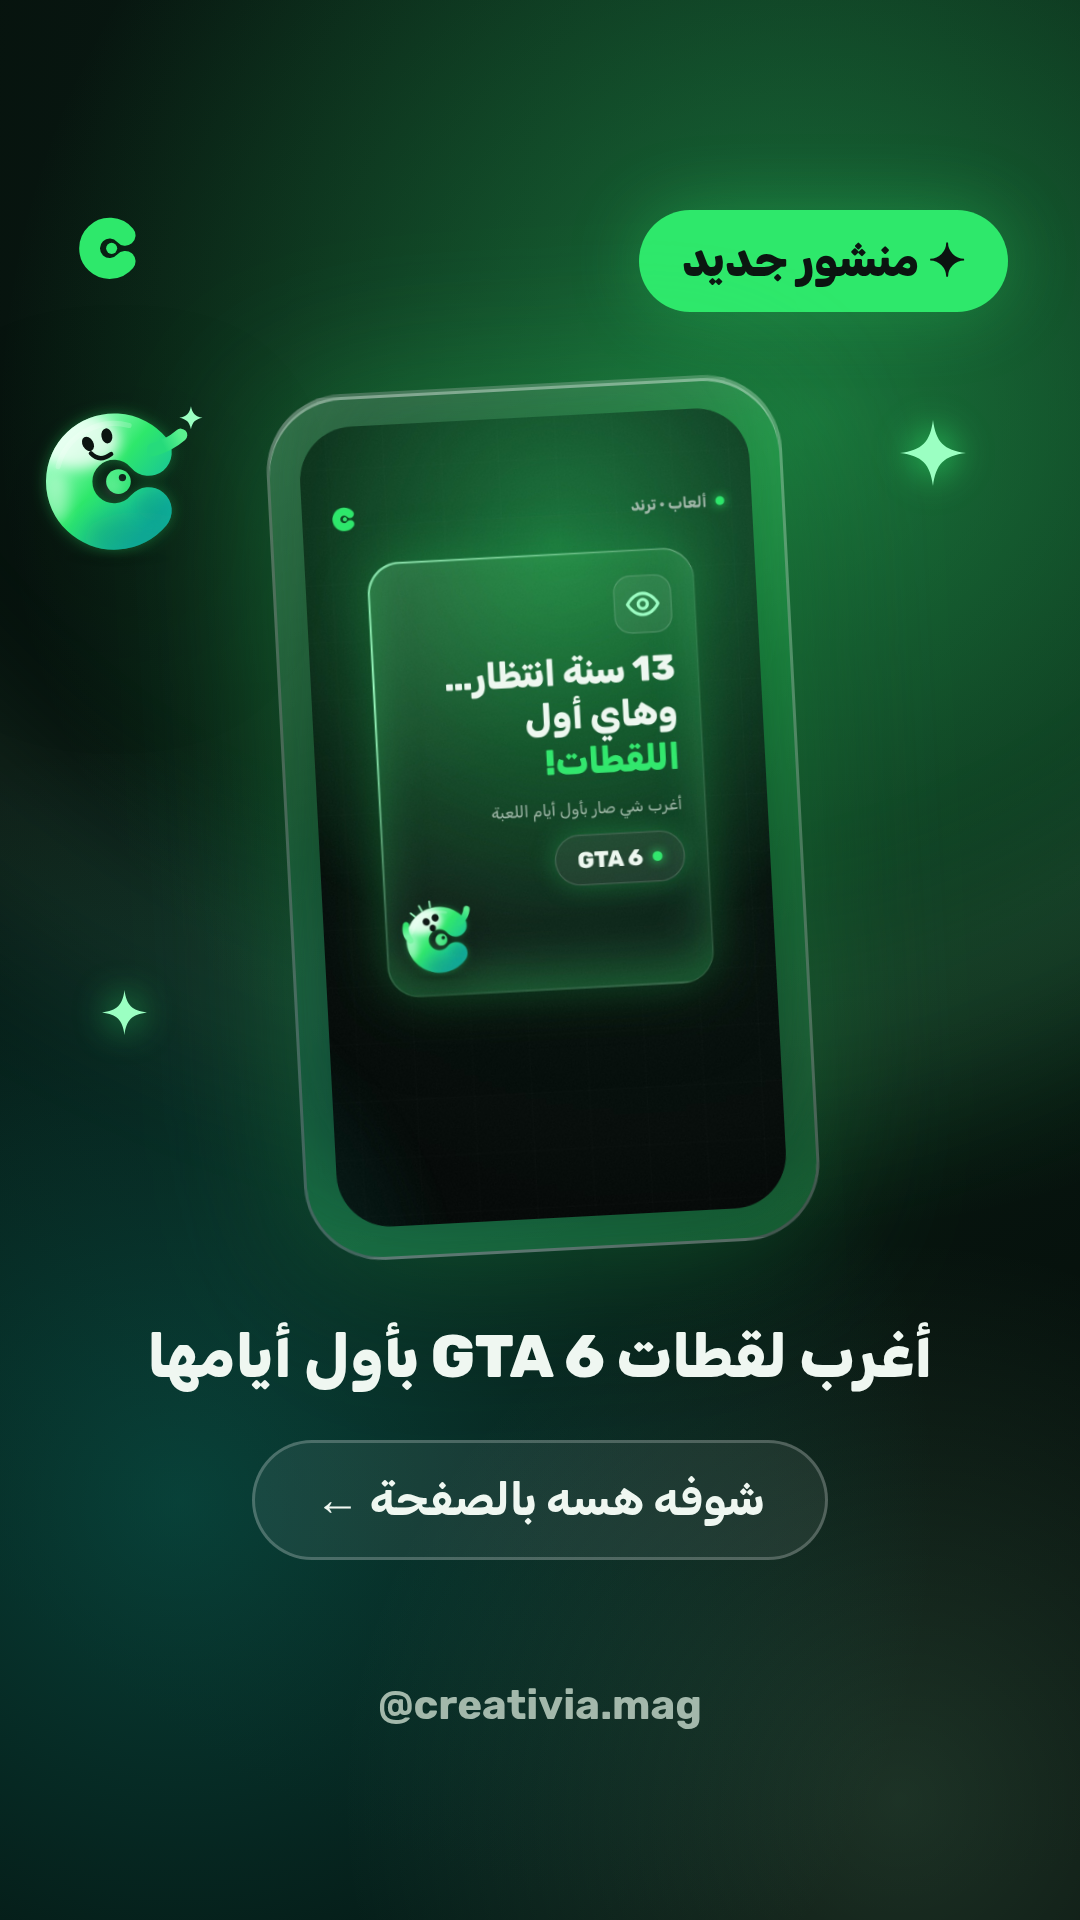 ✦ منشور جديد
ألعاب • ترند
13 سنة انتظار...
وهاي أول
اللقطات!
أغرب شي صار بأول أيام اللعبة
GTA 6
أغرب لقطات GTA 6 بأول أيامها
شوفه هسه بالصفحة ←
@creativia.mag